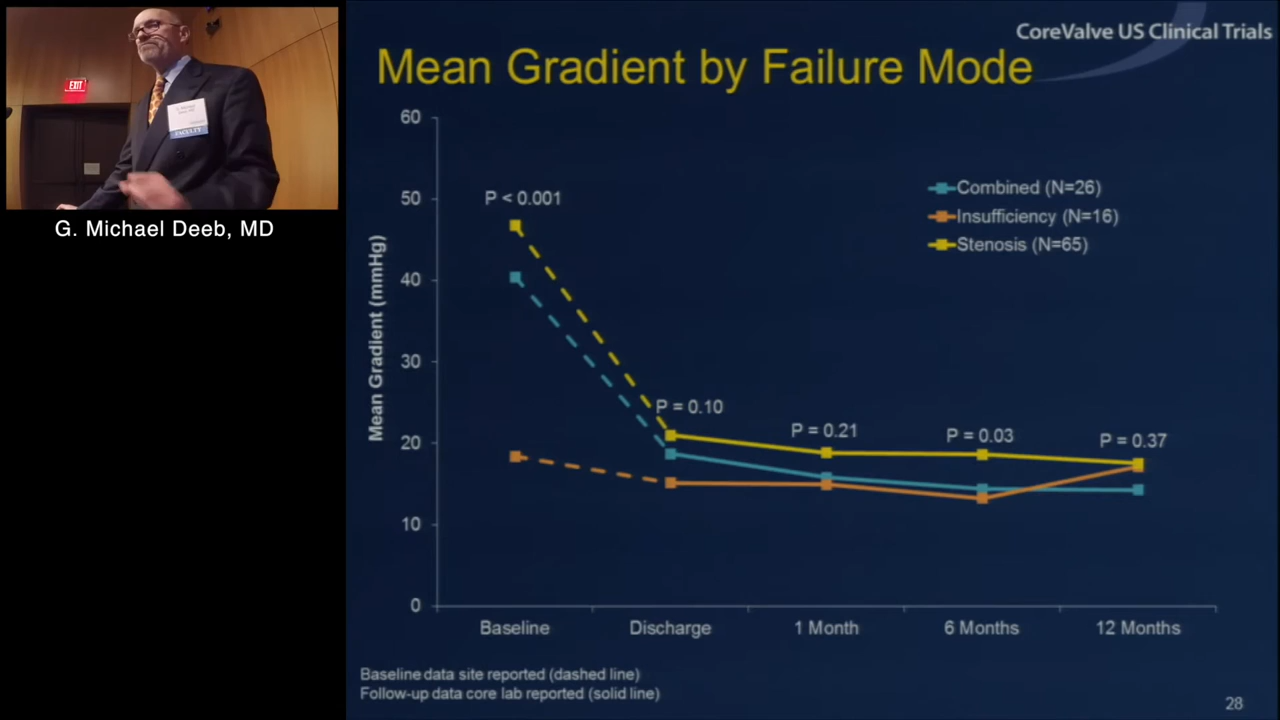 EXIT
FACULTY
G. Michael Deeb, MD
CoreValve US Clinical Trials
Mean Gradient by Failure Mode
Mean Gradient (mmHg)
60
50
40
30
20
10
0
P < 0.001
P = 0.10
P = 0.21
P = 0.03
P = 0.37
Combined (N=26)
Insufficiency (N=16)
Stenosis (N=65)
Baseline
Discharge
1 Month
6 Months
12 Months
Baseline data site reported (dashed line)
Follow-up data core lab reported (solid line)
28